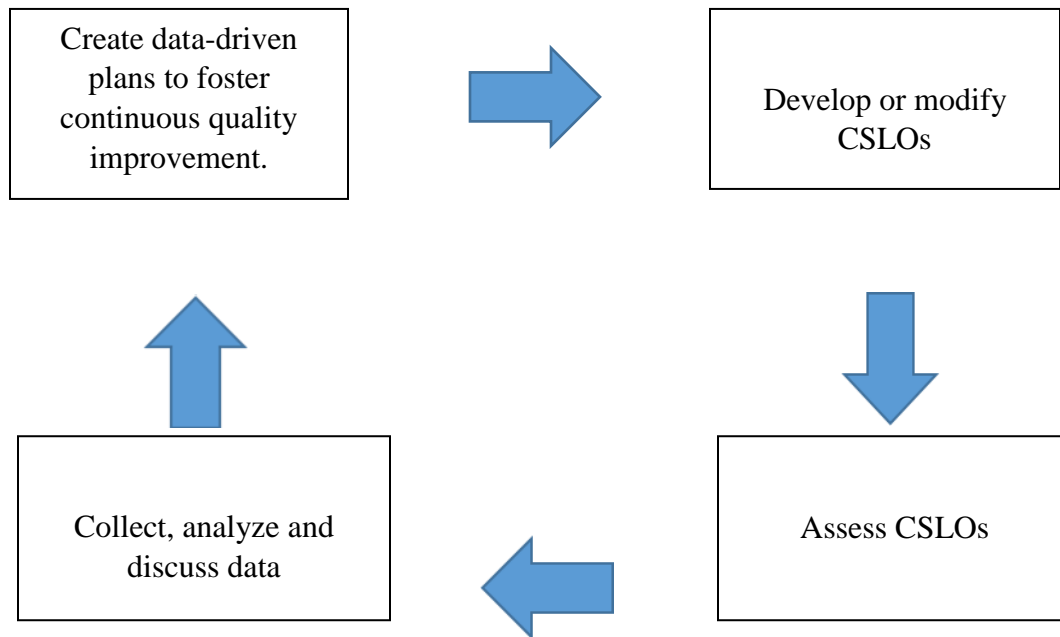 Create data-driven
plans to foster
continuous quality
improvement.
Develop or modify
CSLOs
Collect, analyze and
discuss data
Assess CSLOs